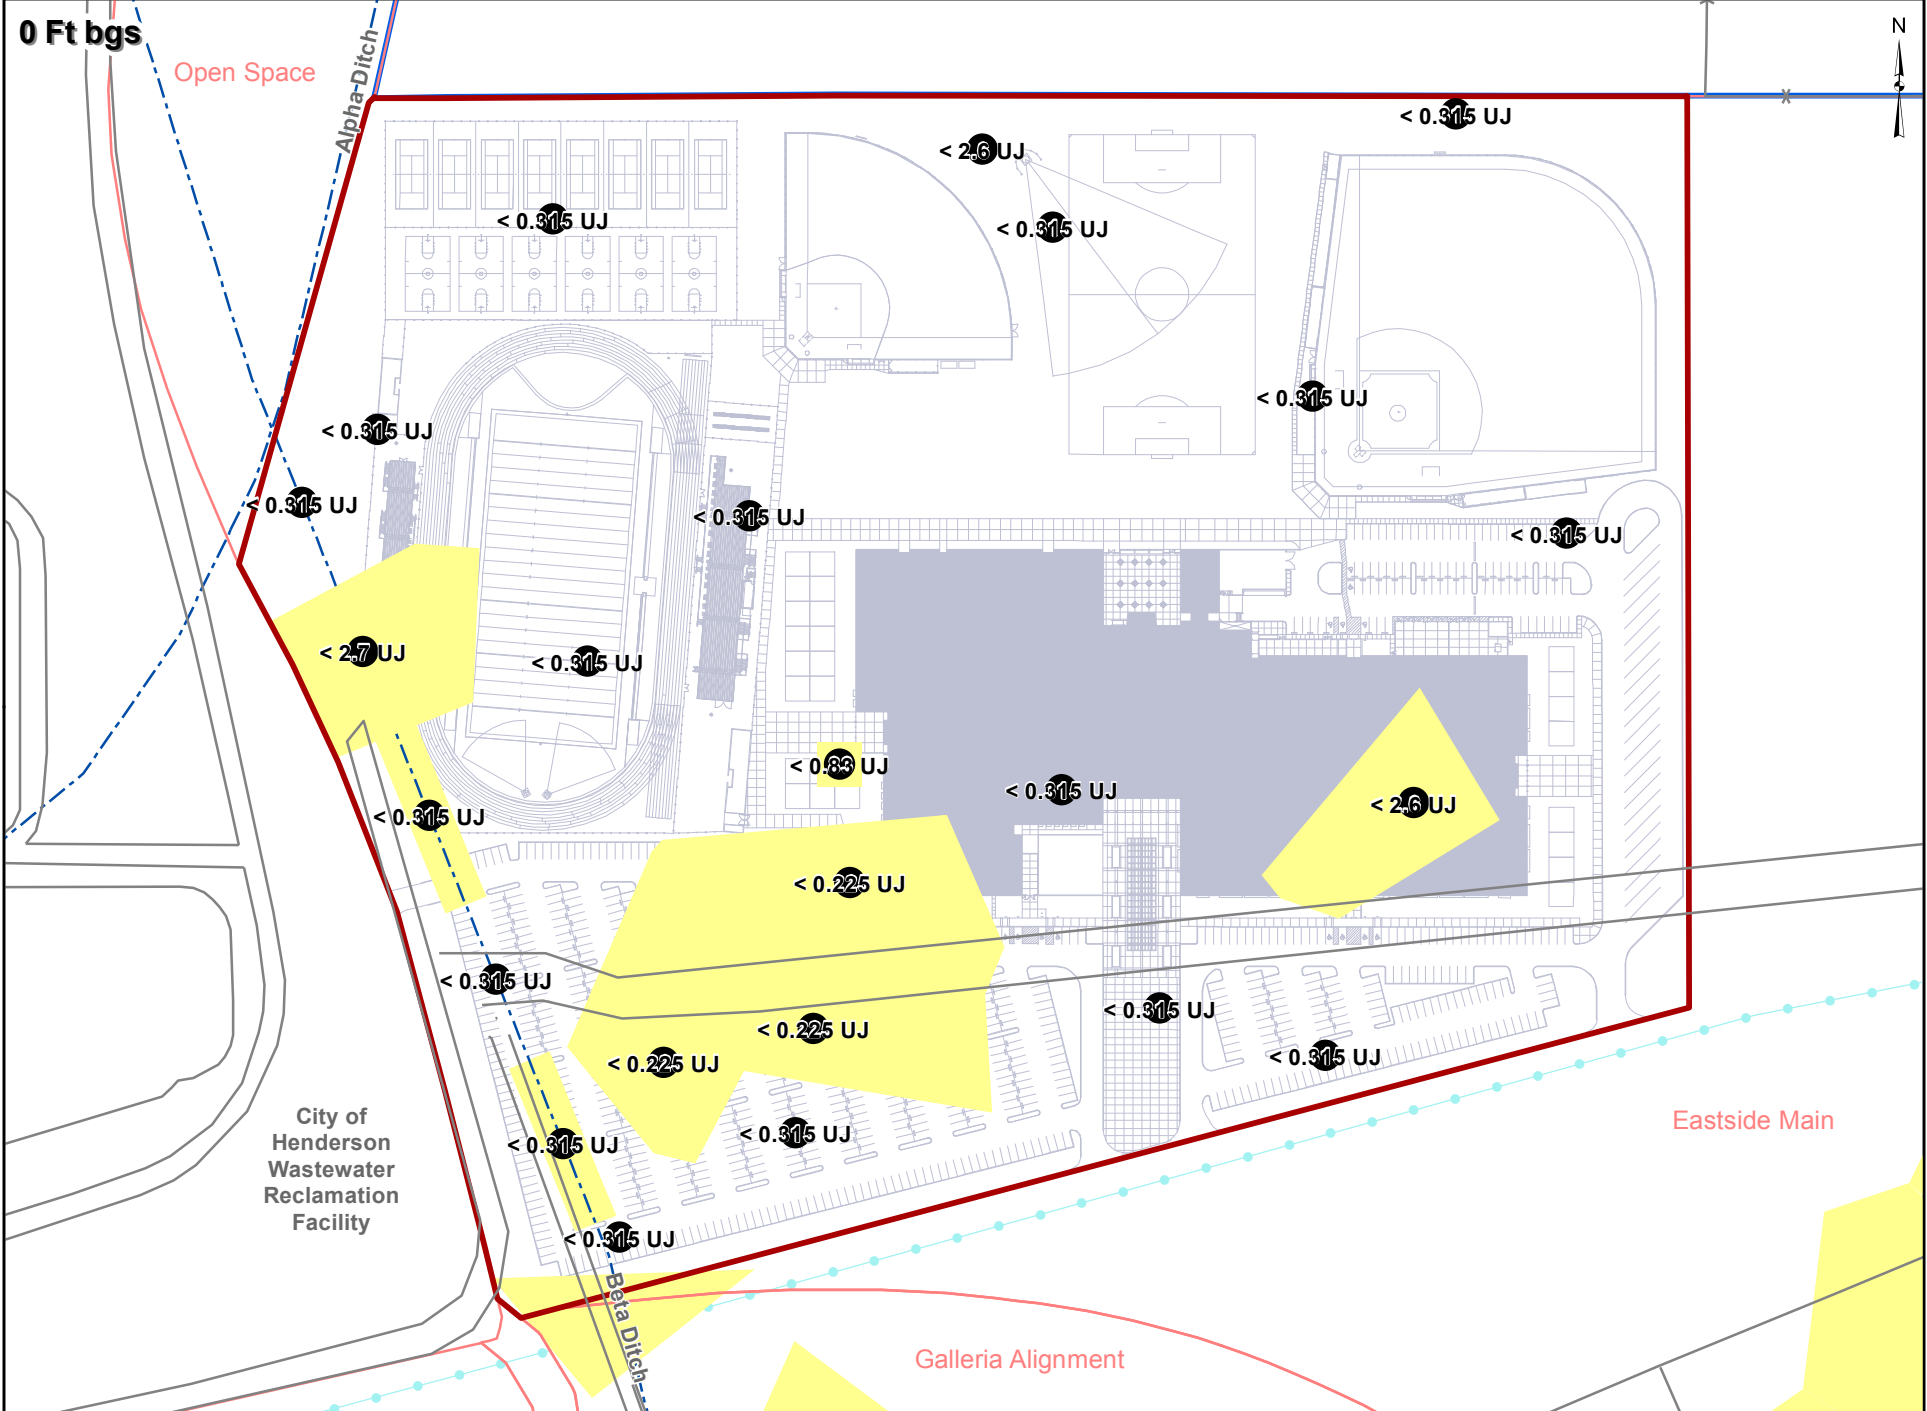 0 Ft bgs
N
Open Space
Alpha Ditch
< 0.315 UJ
< 2.6 UJ
< 0.315 UJ
< 0.315 UJ
< 0.315 UJ
< 0.315 UJ
< 0.315 UJ
< 0.315 UJ
< 0.315 UJ
< 2.7 UJ
< 0.315 UJ
< 0.83 UJ
< 0.315 UJ
< 2.6 UJ
< 0.315 UJ
< 0.225 UJ
< 0.315 UJ
< 0.315 UJ
< 0.225 UJ
< 0.225 UJ
< 0.315 UJ
< 0.315 UJ
< 0.315 UJ
< 0.315 UJ
City of
Henderson
Wastewater
Reclamation
Facility
Eastside Main
Beta Ditch
Galleria Alignment